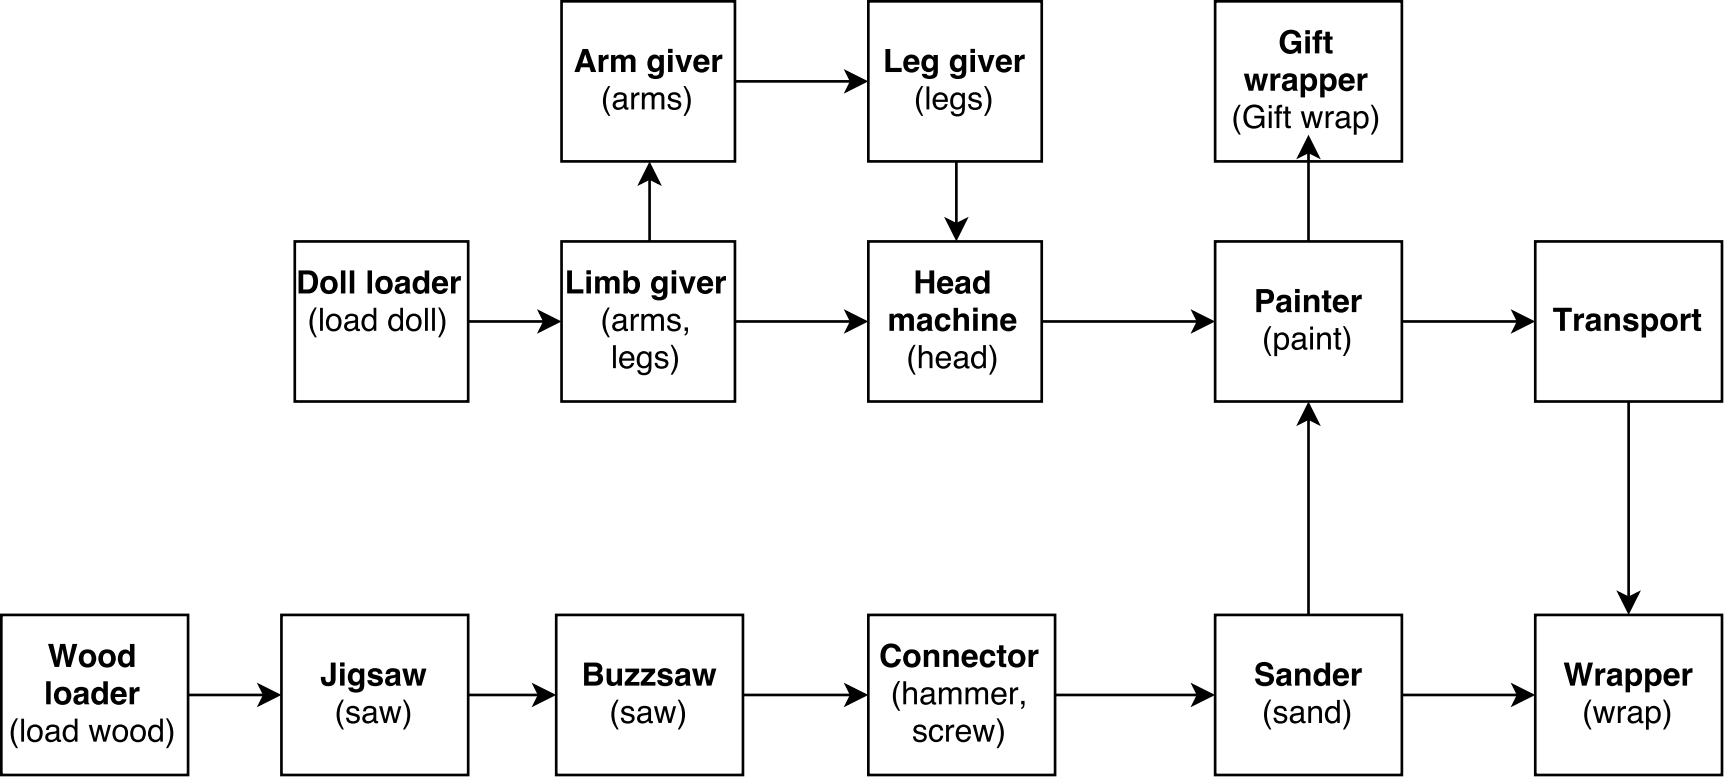 Arm giver
(arms)
Leg giver
(legs)
Gift
wrapper
(Gift wrap)
Doll loader
(load doll)
Limb giver
(arms,
legs)
Head
machine
(head)
Painter
(paint)
Transport
Wood
loader
(load wood)
Jigsaw
(saw)
Buzzsaw
(saw)
Connector
(hammer,
screw)
Sander
(sand)
Wrapper
(wrap)